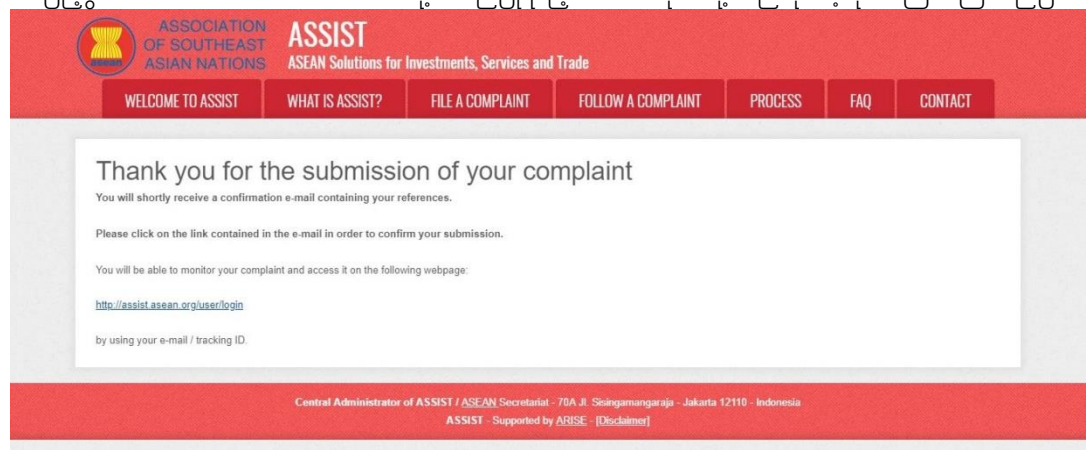 ASSOCIATION
OF SOUTHEAST
ASIAN NATIONS
ASSIST
ASEAN Solutions for Investments, Services and Trade
WELCOME TO ASSIST WHAT IS ASSIST? FILE A COMPLAINT FOLLOW A COMPLAINT PROCESS FAQ CONTACT
Thank you for the submission of your complaint
You will shortly receive a confirmation e-mail containing your references.
Please click on the link contained in the e-mail in order to confirm your submission.
You will be able to monitor your complaint and access it on the following webpage:
http://assist.asean.org/user/login
by using your e-mail / tracking ID.
Central Administrator of ASSIST / ASEAN Secretariat - 70A Jl. Sisingamangaraja - Jakarta 12110 - Indonesia
ASSIST - Supported by ARISE - [Disclaimer]